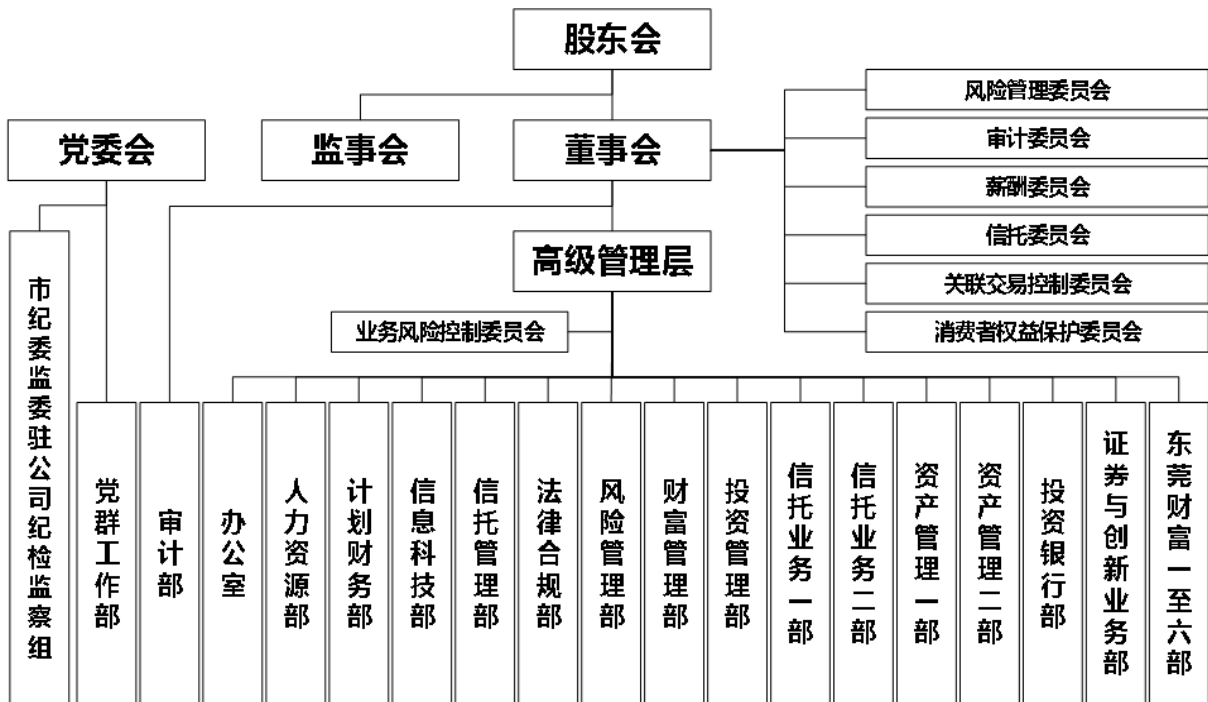 股东会
党委会
监事会
董事会
风险管理委员会
审计委员会
薪酬委员会
信托委员会
关联交易控制委员会
消费者权益保护委员会
高级管理层
业务风险控制委员会
市纪委监委驻公司纪检监察组
党群工作部
审计部
办公室
人力资源部
计划财务部
信息科技部
信托管理部
法律合规部
风险管理部
财富管理部
投资管理部
信托业务一部
信托业务二部
资产管理一部
资产管理二部
投资银行部
证券与创新业务部
东莞财富一至六部